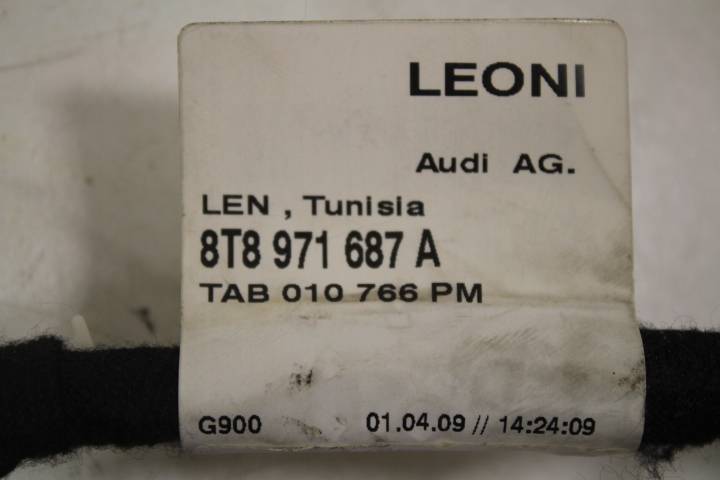 LEONI
Audi AG.
LEN , Tunisia
8T8 971 687 A
TAB 010 766 PM
G900 01.04.09 // 14:24:09